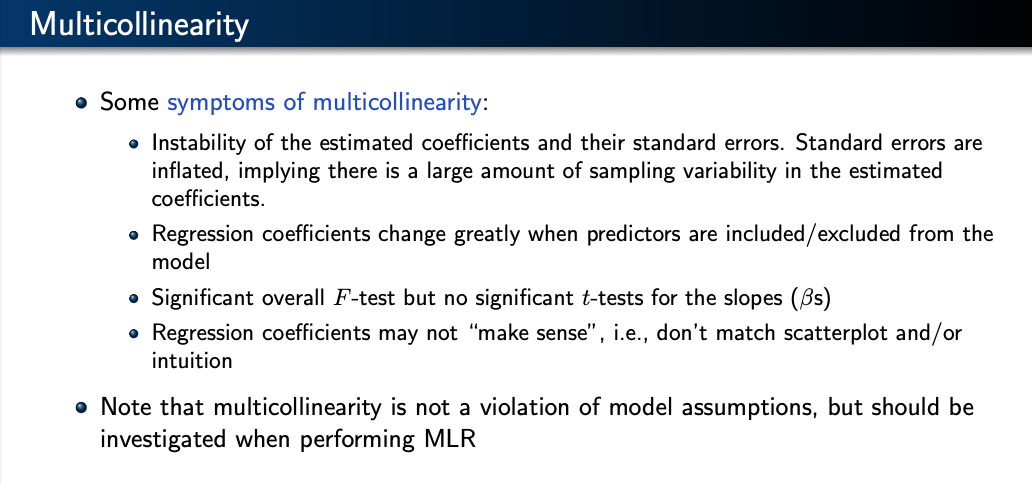 Multicollinearity
Some symptoms of multicollinearity:
Instability of the estimated coefficients and their standard errors. Standard errors are
inflated, implying there is a large amount of sampling variability in the estimated
coefficients.
Regression coefficients change greatly when predictors are included/excluded from the
model
Significant overall F-test but no significant t-tests for the slopes (βs)
Regression coefficients may not “make sense”, i.e., don’t match scatterplot and/or
intuition
Note that multicollinearity is not a violation of model assumptions, but should be
investigated when performing MLR